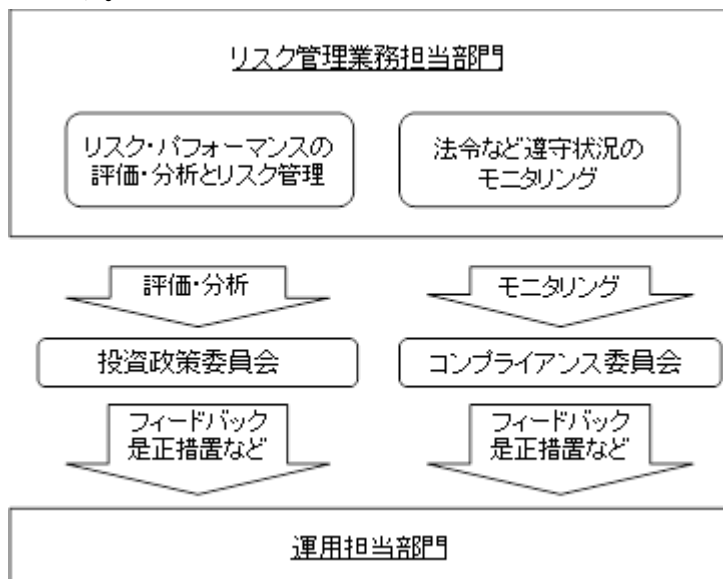 リスク管理業務担当部門
リスク・パフォーマンスの
評価・分析とリスク管理
法令など遵守状況の
モニタリング
評価・分析
モニタリング
投資政策委員会
コンプライアンス委員会
フィードバック
是正措置など
フィードバック
是正措置など
運用担当部門